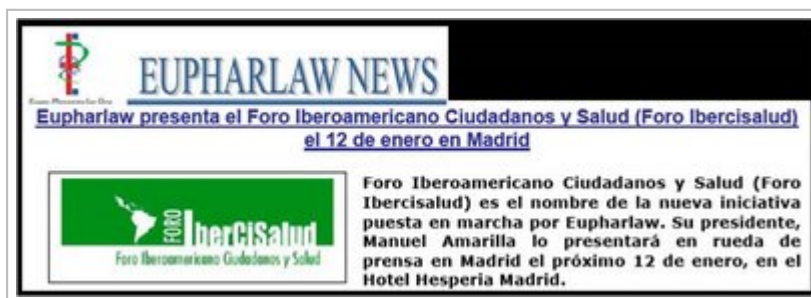 EUPHARLAW NEWS
Eupharlaw presenta el Foro Iberoamericano Ciudadanos y Salud (Foro Ibercisalud)
el 12 de enero en Madrid
FORO
IberCiSalud
Foro Iberoamericano Ciudadanos y Salud
Foro Iberoamericano Ciudadanos y Salud (Foro
Ibercisalud) es el nombre de la nueva iniciativa
puesta en marcha por Eupharlaw. Su presidente,
Manuel Amarilla lo presentará en rueda de
prensa en Madrid el próximo 12 de enero, en el
Hotel Hesperia Madrid.